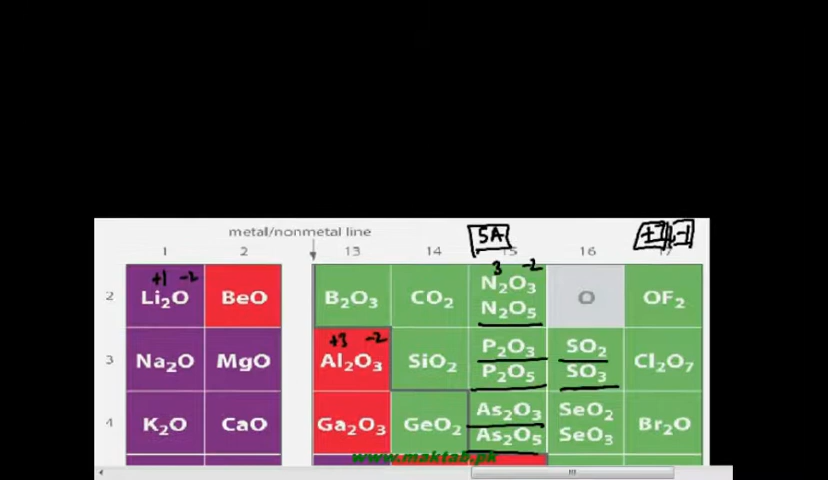 metal/nonmetal line
5A
+7,-1
1 2 13 14 15 16 17
+1 -2
3 -2
2 Li₂O BeO B₂O₃ CO₂ N₂O₃ O OF₂
N₂O₅
+3 -2
3 Na₂O MgO Al₂O₃ SiO₂ P₂O₃ SO₂ Cl₂O₇
P₂O₅ SO₃
4 K₂O CaO Ga₂O₃ GeO₂ As₂O₃ SeO₂ Br₂O
As₂O₅ SeO₃
www.maktab.pk